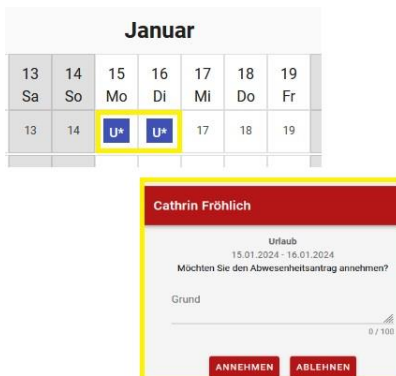 Januar
13 14 15 16 17 18 19
Sa So Mo Di Mi Do Fr
13 14 U* U* 17 18 19
Cathrin Fröhlich
Urlaub
15.01.2024 - 16.01.2024
Möchten Sie den Abwesenheitsantrag annehmen?
Grund
0 / 100
ANNEHMEN ABLEHNEN